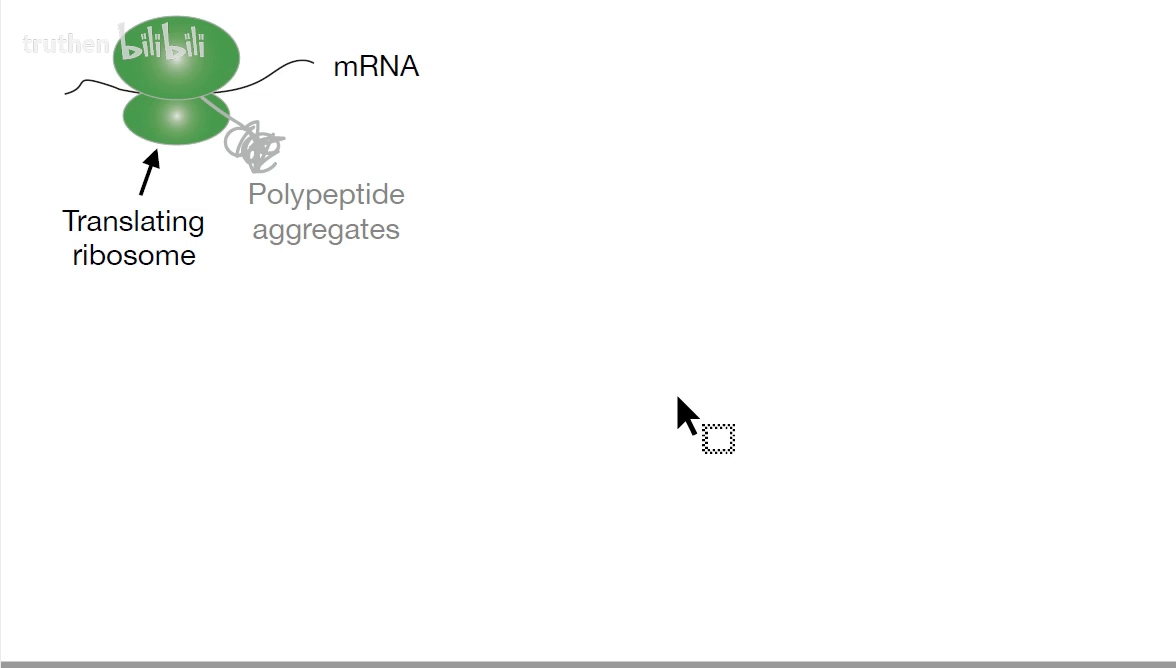 truthen bilibili
mRNA
Translating
ribosome
Polypeptide
aggregates